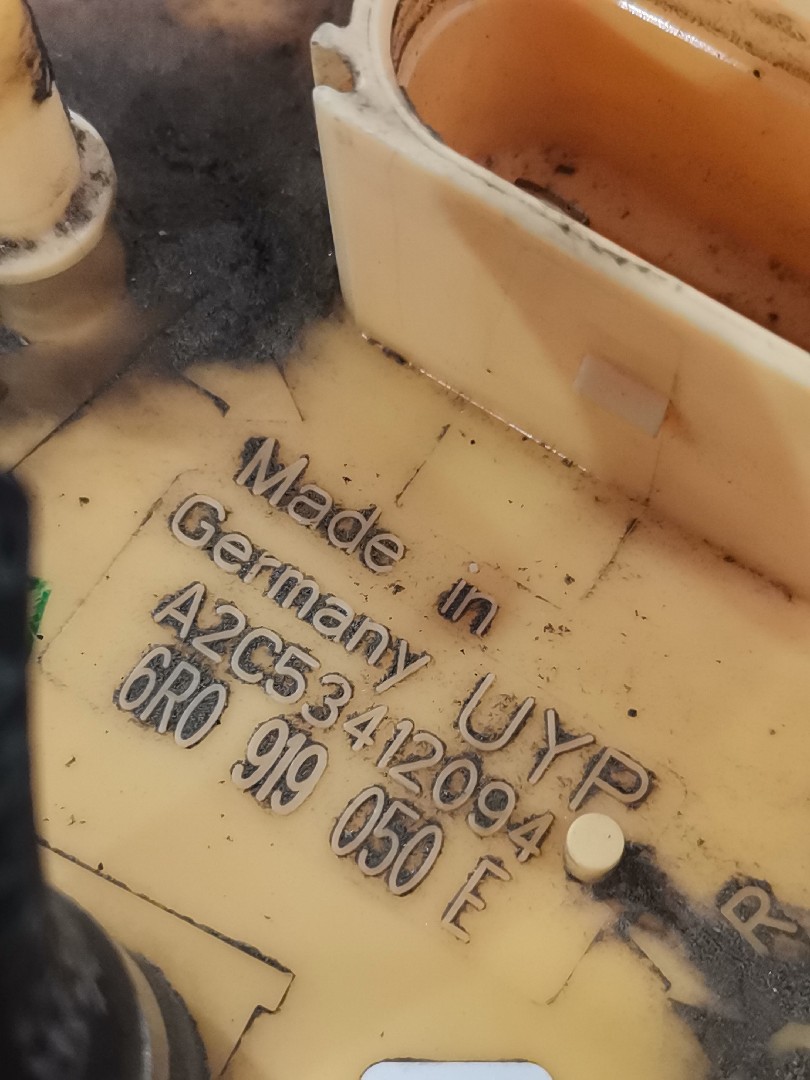 Made in
Germany UYP
A2C53412094
6R0 919 050 E
R